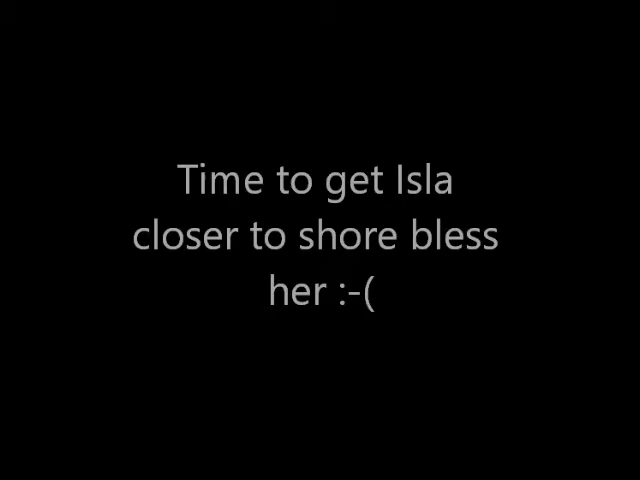 Time to get Isla
closer to shore bless
her :-(